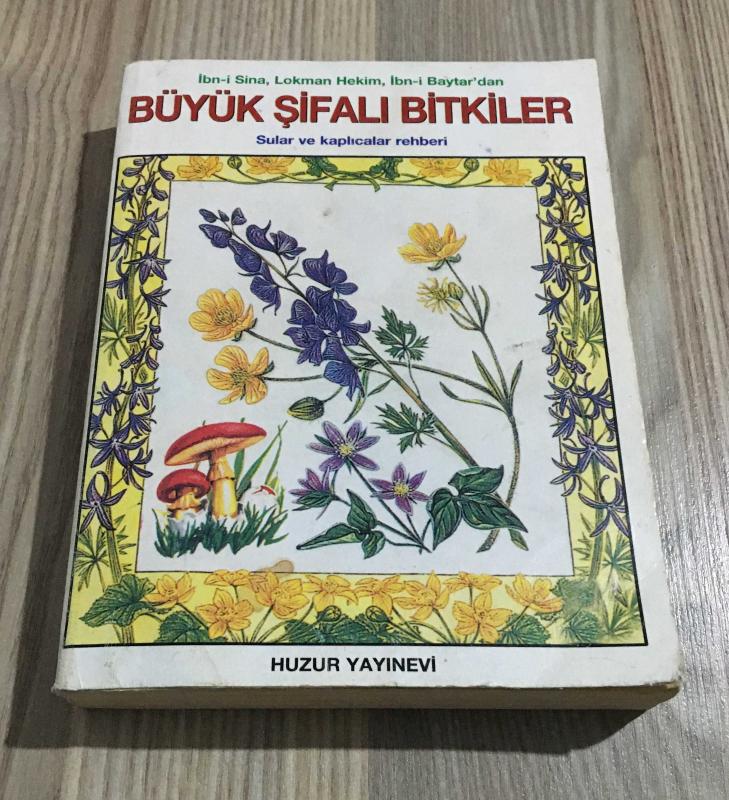 İbn-i Sina, Lokman Hekim, İbn-i Baytar'dan
BÜYÜK ŞİFALI BİTKİLER
Sular ve kaplıcalar rehberi
HUZUR YAYINEVİ